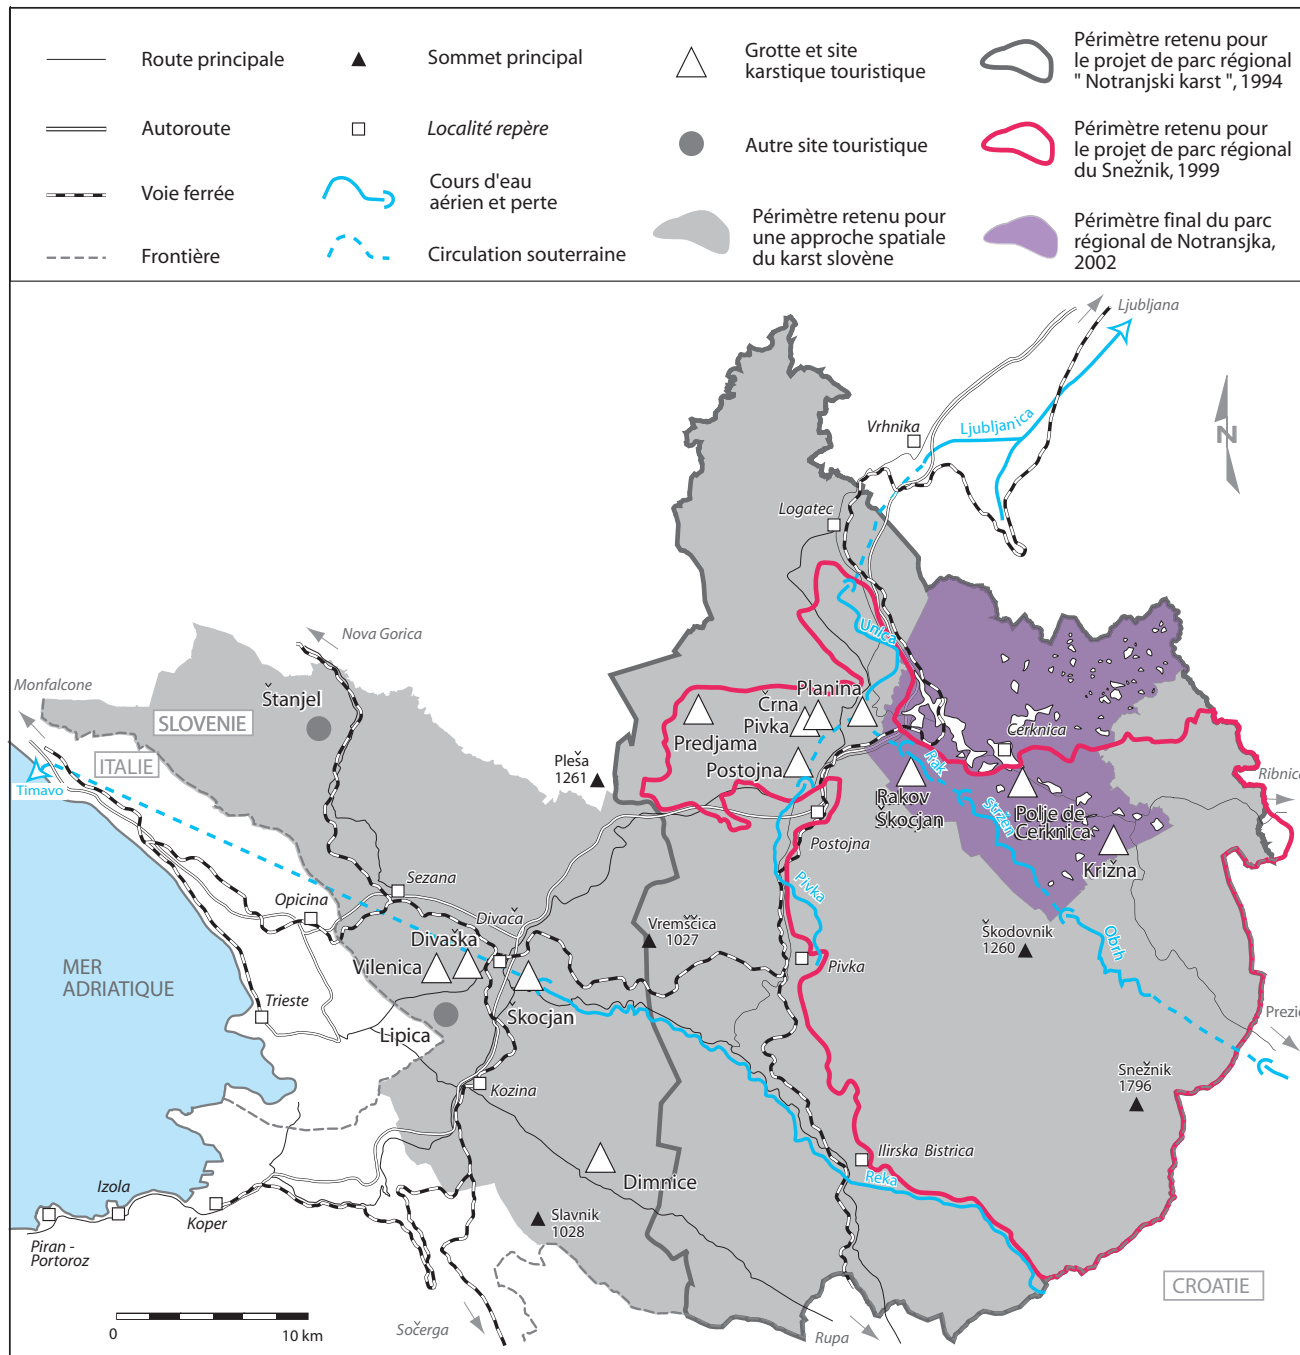 Route principale
Autoroute
Voie ferrée
Frontière
Sommet principal
Localité repère
Cours d'eau
aérien et perte
Circulation souterraine
Grotte et site
karstique touristique
Autre site touristique
Périmètre retenu pour
une approche spatiale
du karst slovène
Périmètre retenu pour
le projet de parc régional
" Notranjski karst ", 1994
Périmètre retenu pour
le projet de parc régional
du Snežnik, 1999
Périmètre final du parc
régional de Notransjka,
2002
Ljubljana
Vrhnika
Ljubljanica
N
Logatec
Unica
Nova Gorica
Monfalcone
Štanjel
SLOVENIE
ITALIE
Timavo
Planina
Črna
Pivka
Predjama
Postojna
Pleša
1261
Cerknica
Rak
Rakov
Škocjan
Strzen
Polje de
Cerknica
Ribnica
Križna
Postojna
Pivka
Sezana
Opicina
Divača
Divaška
Vilenica
Vremščica
1027
Pivka
Škodovnik
1260
Obrh
MER
ADRIATIQUE
Trieste
Škocjan
Lipica
Prezid
Kozina
Snežnik
1796
Ilirska Bistrica
Reka
Dimnice
Izola
Koper
Slavnik
1028
Piran -
Portoroz
CROATIE
0
10 km
Sočerga
Rupa